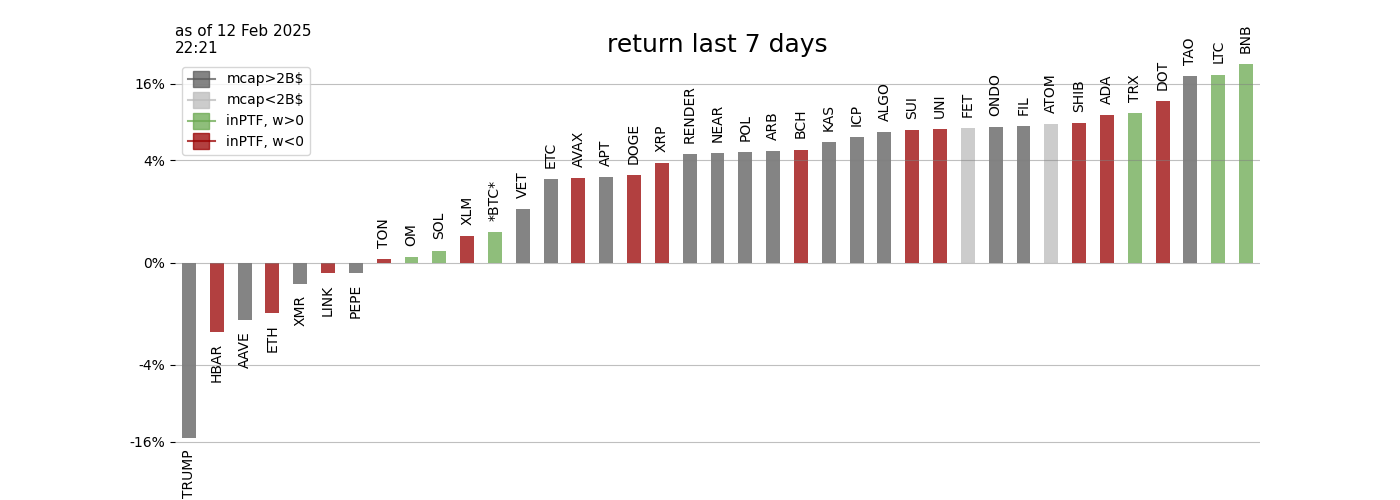 as of 12 Feb 2025
22:21
return last 7 days
mcap>2B$
mcap<2B$
inPTF, w>0
inPTF, w<0
16%
4%
0%
-4%
-16%
TRUMP
HBAR
AAVE
ETH
XMR
LINK
PEPE
TON
OM
SOL
XLM
*BTC*
VET
ETC
AVAX
APT
DOGE
XRP
RENDER
NEAR
POL
ARB
BCH
KAS
ICP
ALGO
SUI
UNI
FET
ONDO
FIL
ATOM
SHIB
ADA
TRX
DOT
TAO
LTC
BNB